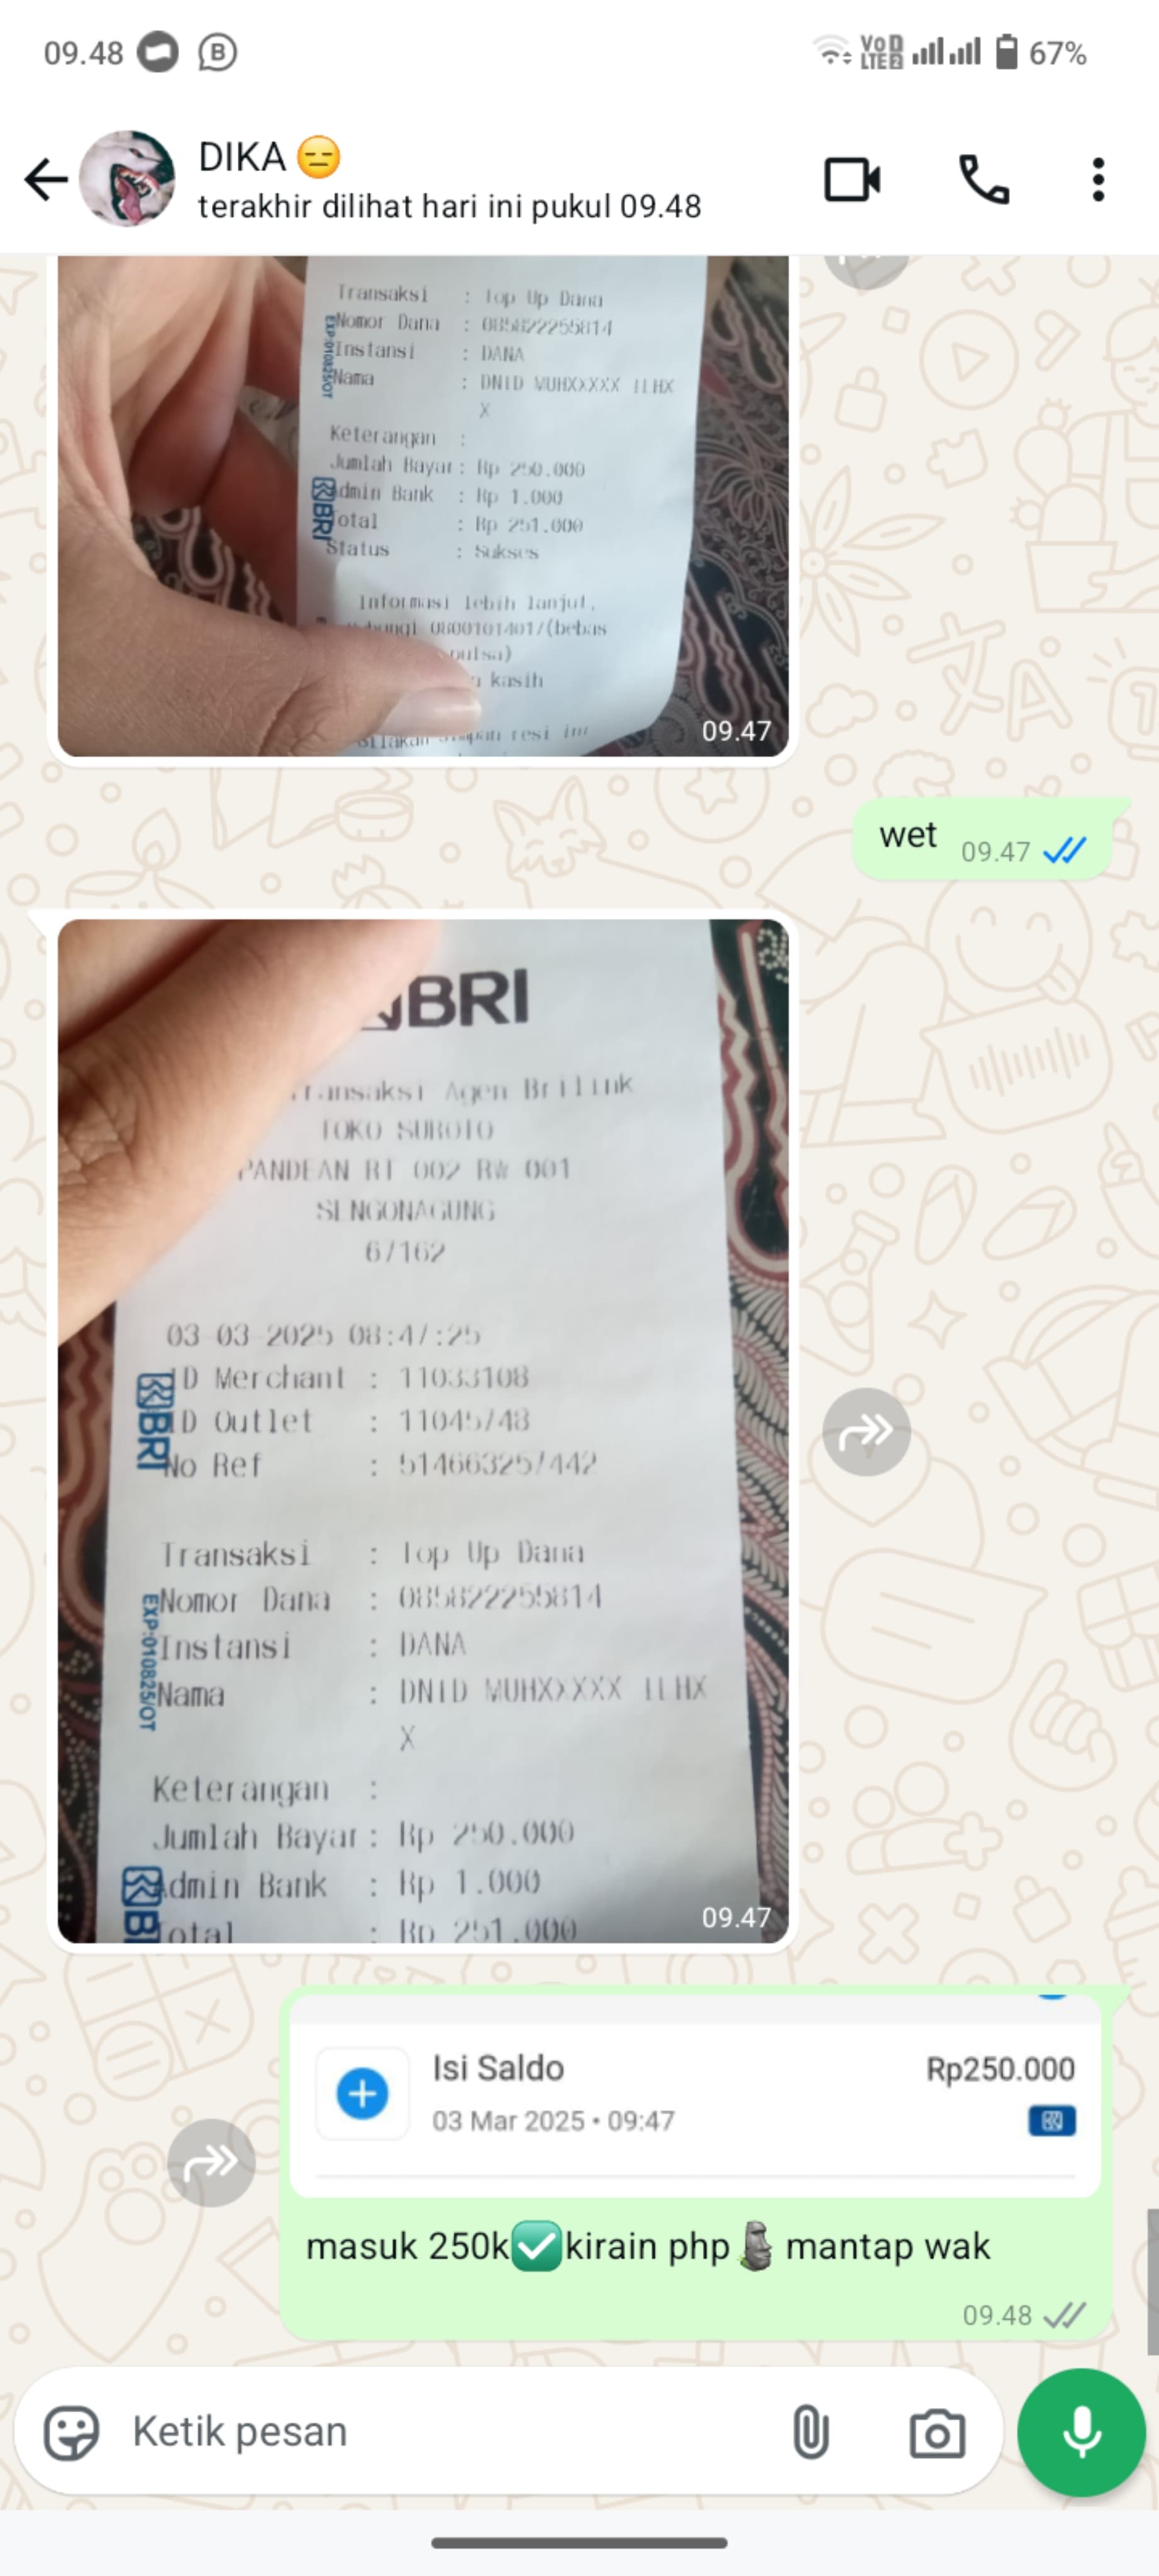 09.48
67%
DIKA 😑
terakhir dilihat hari ini pukul 09.48
Transaksi : Top Up Dana
Nomor Dana : 085822255814
Instansi : DANA
Nama : DNID MUHXXXXX ILHX
X
Keterangan :
Jumlah Bayar : Rp 250.000
Admin Bank : Rp 1.000
Total : Rp 251.000
Status : Sukses
EXP:010825/OT
BRI
Informasi lebih lanjut,
(bebas
pulsa)
kasih
resi ini
09.47
wet 09.47
BRI
Transaksi Agen Brilink
TOKO SUROTO
PANDEAN RT 002 RW 001
SENGONAGUNG
67162
03-03-2025 08:47:25
ID Merchant : 11033108
ID Outlet : 11045748
No Ref : 514663257442
BRI
Transaksi : Top Up Dana
Nomor Dana : 085822255814
Instansi : DANA
Nama : DNID MUHXXXXX ILHX
X
EXP:010825/OT
Keterangan :
Jumlah Bayar : Rp 250.000
Admin Bank : Rp 1.000
Total : Rp 251.000
09.47
Isi Saldo Rp250.000
03 Mar 2025 • 09:47
masuk 250k✅kirain php🗿 mantap wak
09.48
Ketik pesan